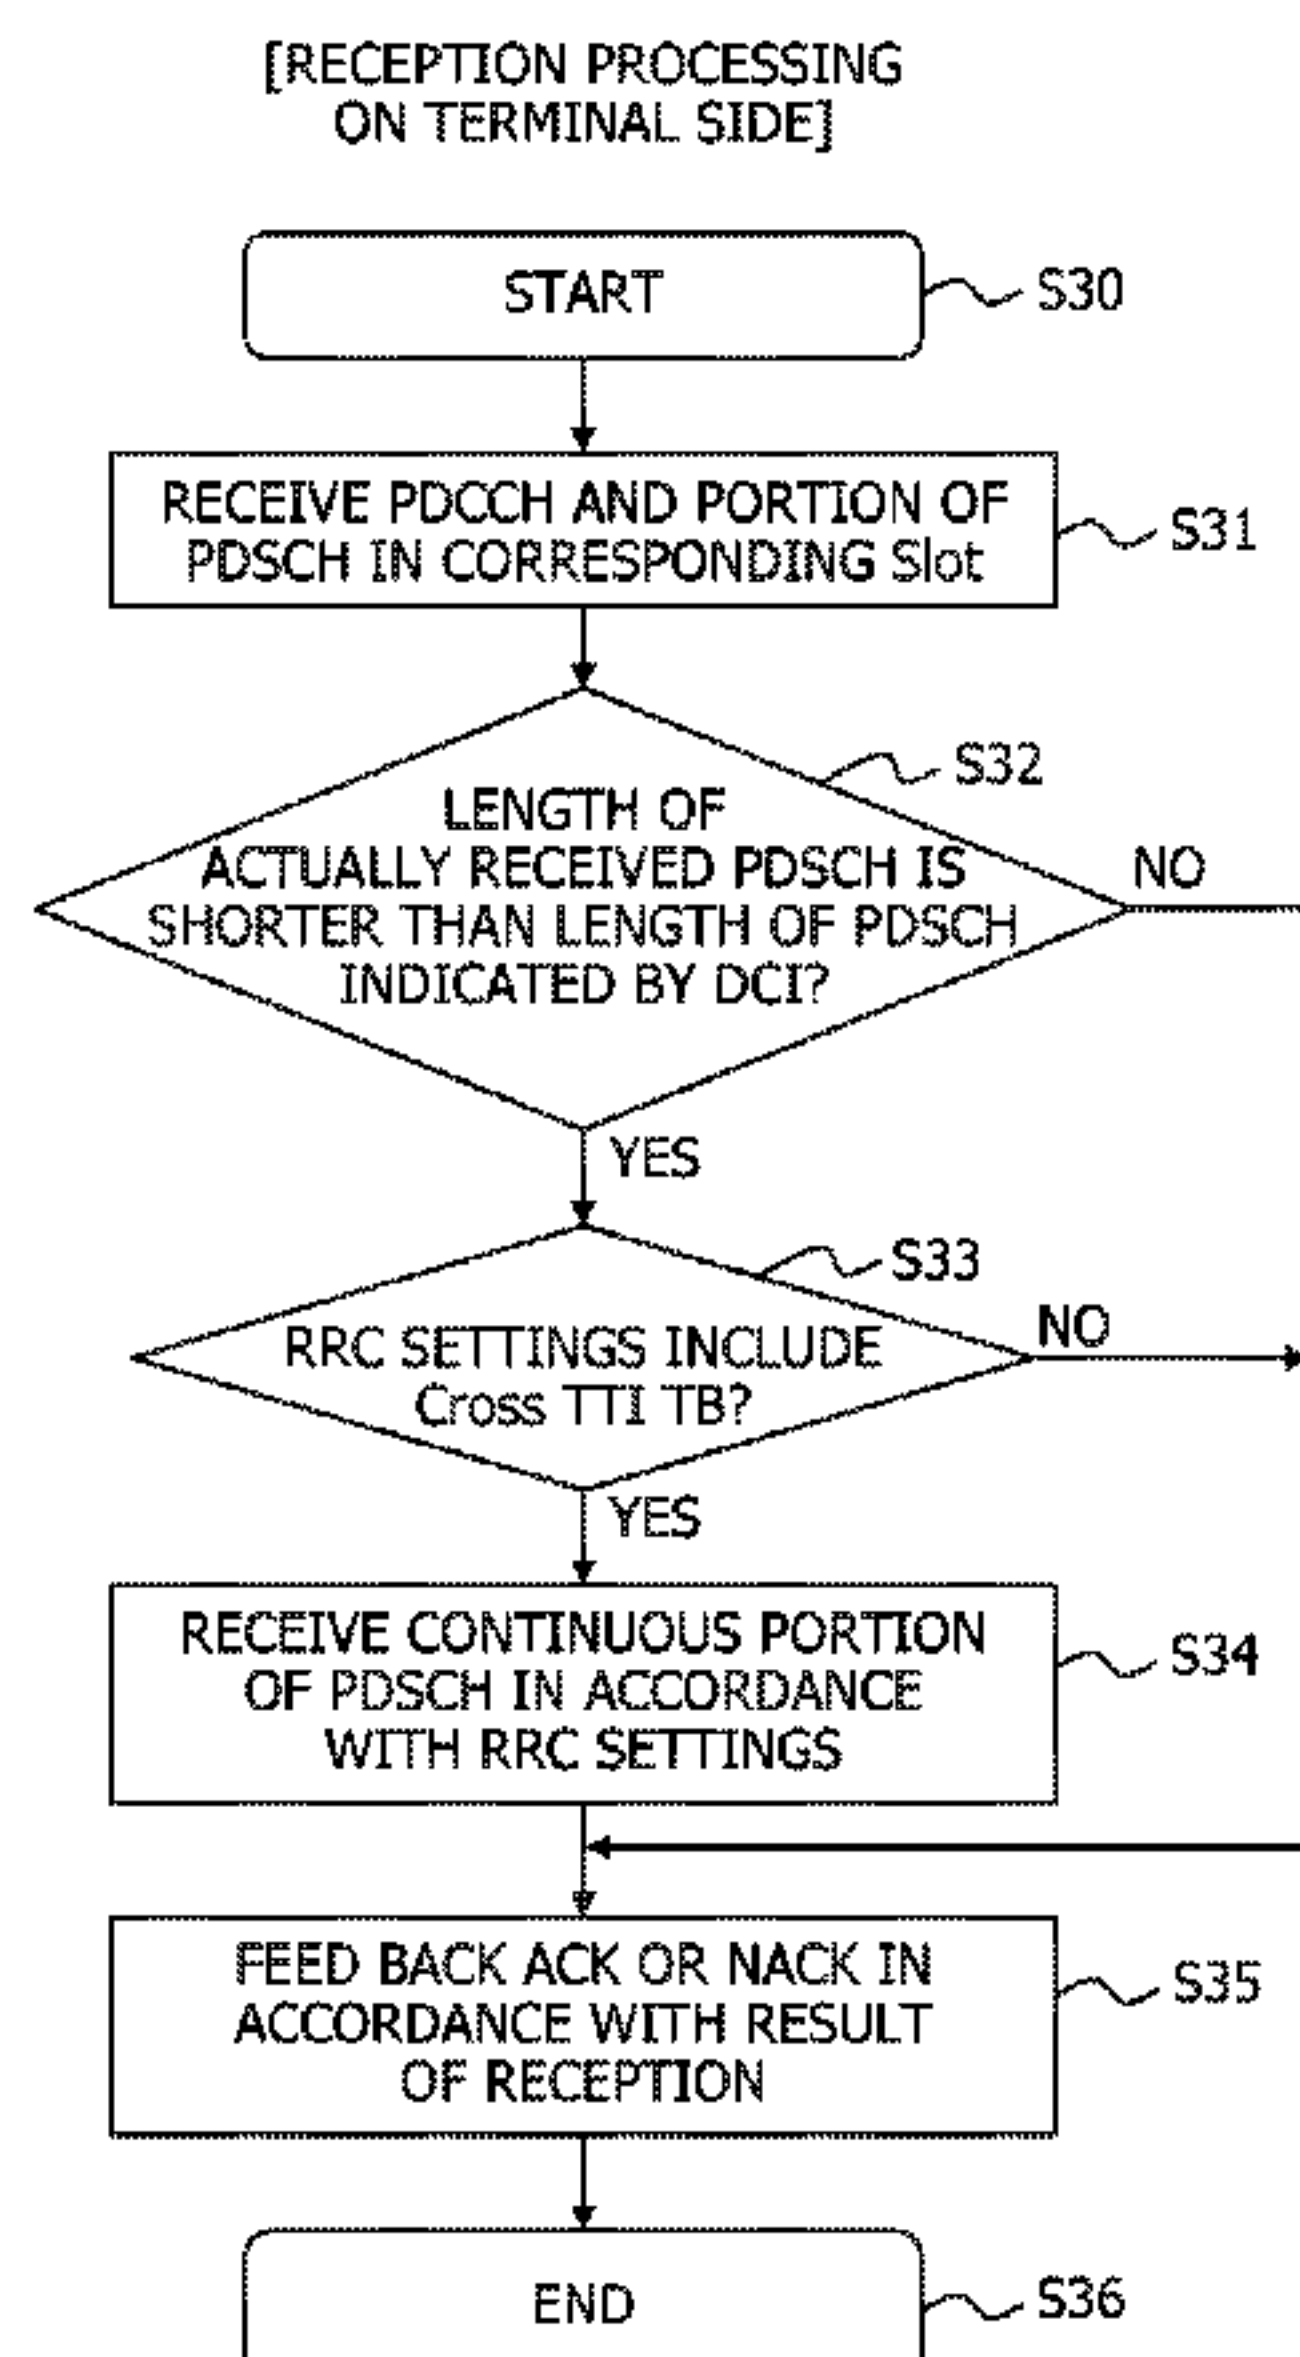 [RECEPTION PROCESSING
ON TERMINAL SIDE]
START
S30
RECEIVE PDCCH AND PORTION OF
PDSCH IN CORRESPONDING Slot
S31
S32
LENGTH OF
ACTUALLY RECEIVED PDSCH IS
SHORTER THAN LENGTH OF PDSCH
INDICATED BY DCI?
NO
YES
S33
RRC SETTINGS INCLUDE
Cross TTI TB?
NO
YES
RECEIVE CONTINUOUS PORTION
OF PDSCH IN ACCORDANCE
WITH RRC SETTINGS
S34
FEED BACK ACK OR NACK IN
ACCORDANCE WITH RESULT
OF RECEPTION
S35
END
S36